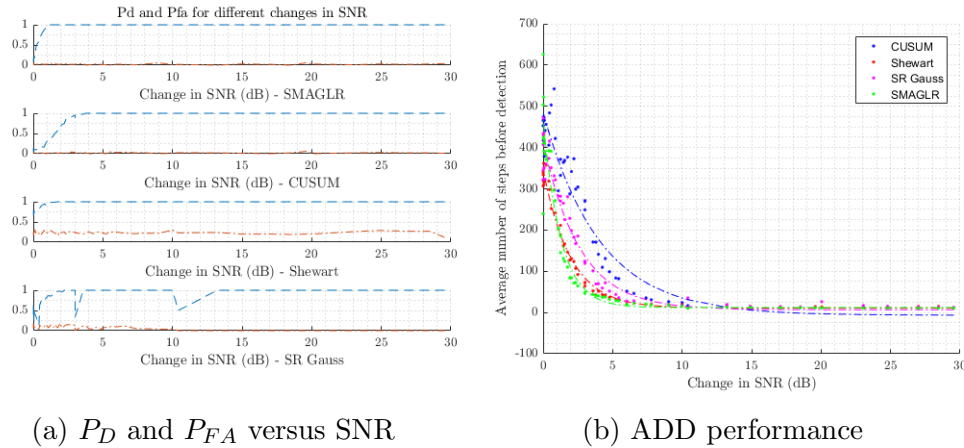 Pd and Pfa for different changes in SNR
1
0.5
0
0 5 10 15 20 25 30
Change in SNR (dB) - SMAGLR
1
0.5
0
0 5 10 15 20 25 30
Change in SNR (dB) - CUSUM
1
0.5
0
0 5 10 15 20 25 30
Change in SNR (dB) - Shewart
1
0.5
0
0 5 10 15 20 25 30
Change in SNR (dB) - SR Gauss
(a) P_D and P_{FA} versus SNR
Average number of steps before detection
700
600
500
400
300
200
100
0
-100
0 5 10 15 20 25 30
Change in SNR (dB)
CUSUM
Shewart
SR Gauss
SMAGLR
(b) ADD performance